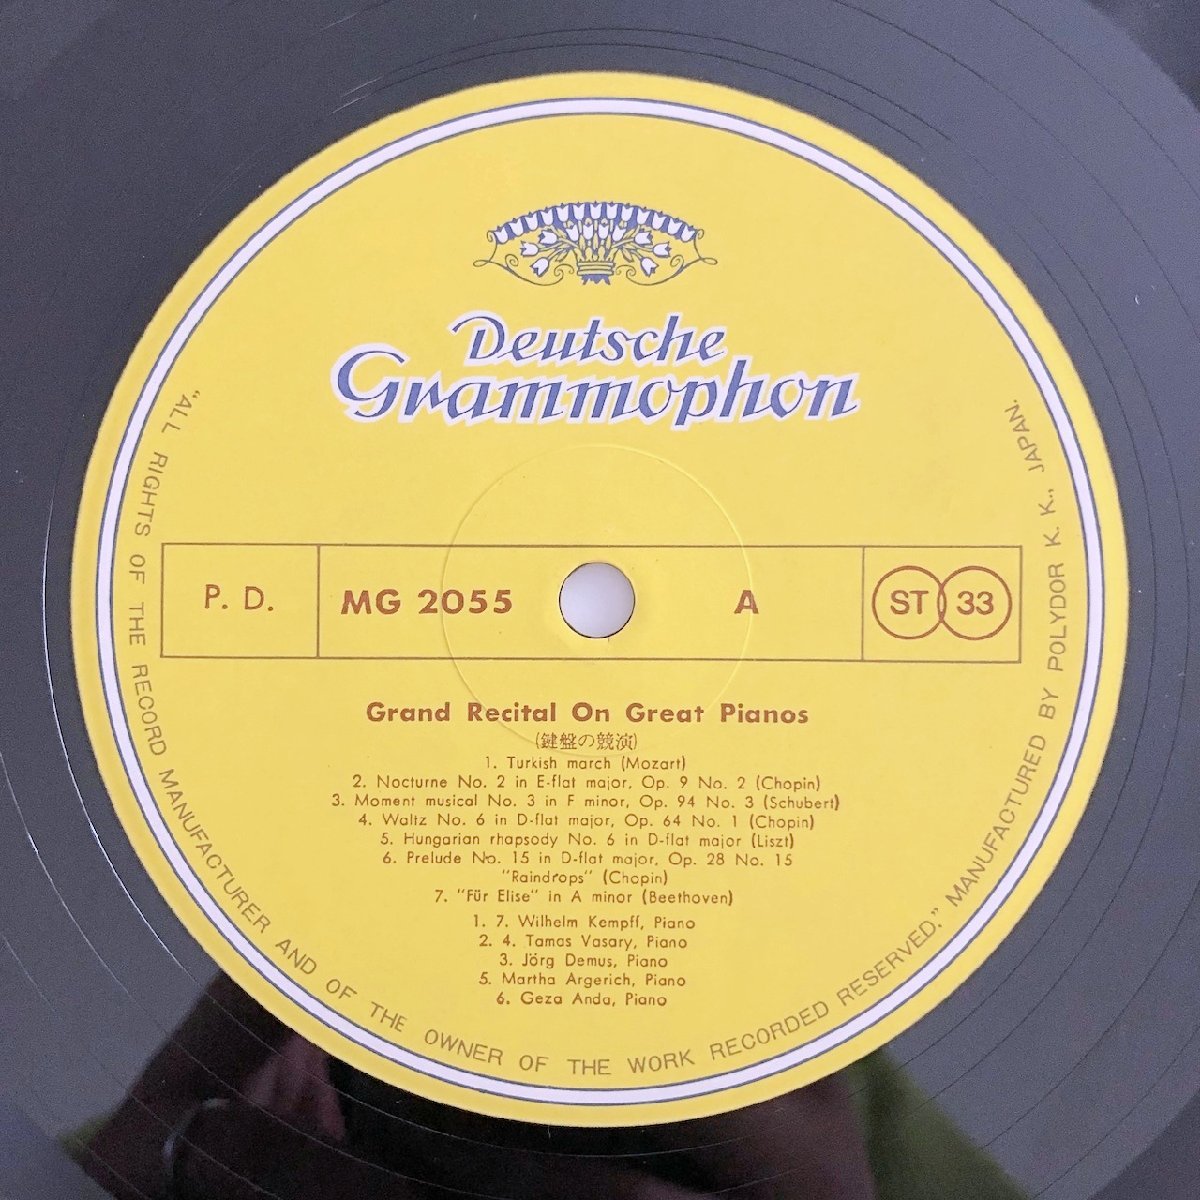 Deutsche
Grammophon
P. D.
MG 2055
A
ST 33
Grand Recital On Great Pianos
(鍵盤の競演)
1. Turkish march (Mozart)
2. Nocturne No. 2 in E-flat major, Op. 9 No. 2 (Chopin)
3. Moment musical No. 3 in F minor, Op. 94 No. 3 (Schubert)
4. Waltz No. 6 in D-flat major, Op. 64 No. 1 (Chopin)
5. Hungarian rhapsody No. 6 in D-flat major (Liszt)
6. Prelude No. 15 in D-flat major, Op. 28 No. 15
"Raindrops" (Chopin)
7. "Für Elise" in A minor (Beethoven)
1. 7. Wilhelm Kempff, Piano
2. 4. Tamas Vasary, Piano
3. Jörg Demus, Piano
5. Martha Argerich, Piano
6. Geza Anda, Piano
"ALL RIGHTS OF THE RECORD MANUFACTURER AND OF THE OWNER OF THE WORK RECORDED RESERVED." MANUFACTURED BY POLYDOR K. K., JAPAN.